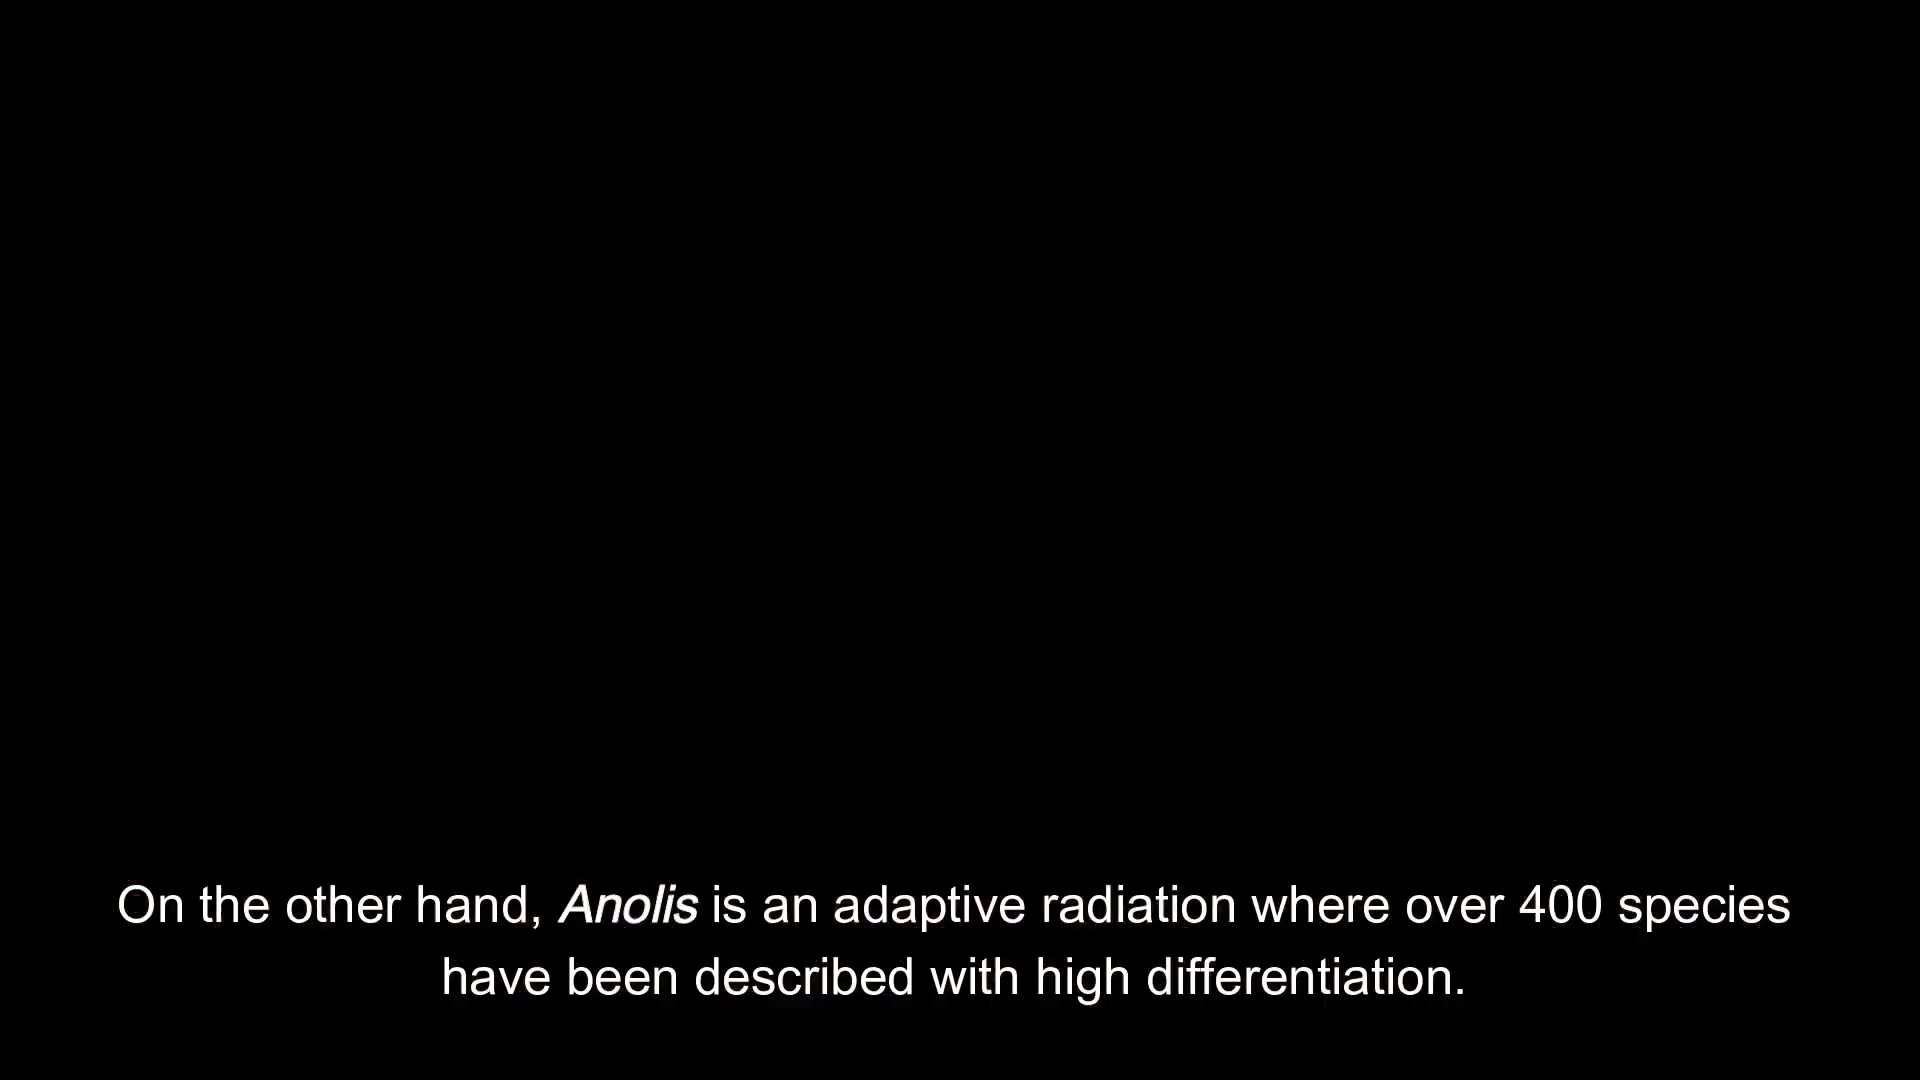 On the other hand, Anolis is an adaptive radiation where over 400 species
have been described with high differentiation.